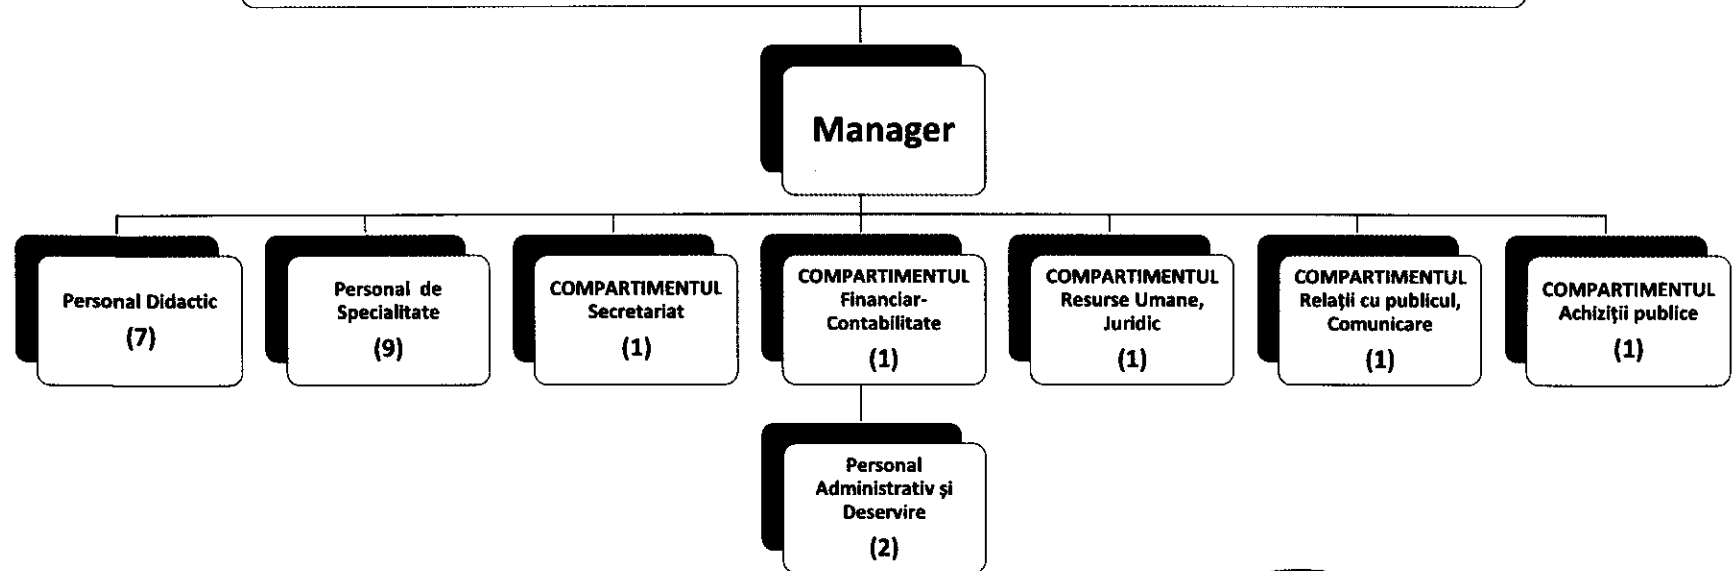 Manager
Personal Didactic
(7)
Personal de
Specialitate
(9)
COMPARTIMENTUL
Secretariat
(1)
COMPARTIMENTUL
Financiar-
Contabilitate
(1)
COMPARTIMENTUL
Resurse Umane,
Juridic
(1)
COMPARTIMENTUL
Relații cu publicul,
Comunicare
(1)
COMPARTIMENTUL
Achiziții publice
(1)
Personal
Administrativ și
Deservire
(2)